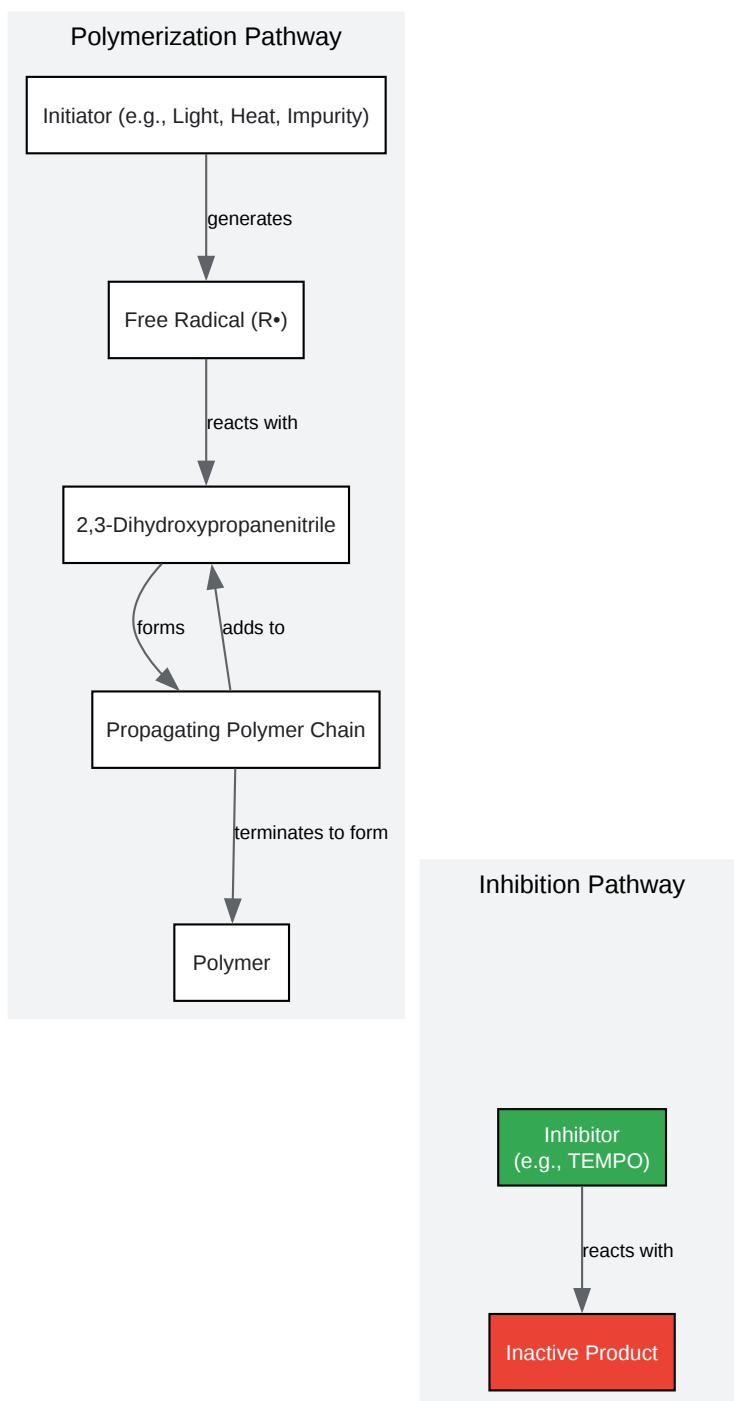 Polymerization Pathway
Initiator (e.g., Light, Heat, Impurity)
generates
Free Radical (R•)
reacts with
2,3-Dihydroxypropanenitrile
forms
adds to
Propagating Polymer Chain
terminates to form
Polymer
Inhibition Pathway
Inhibitor
(e.g., TEMPO)
reacts with
Inactive Product